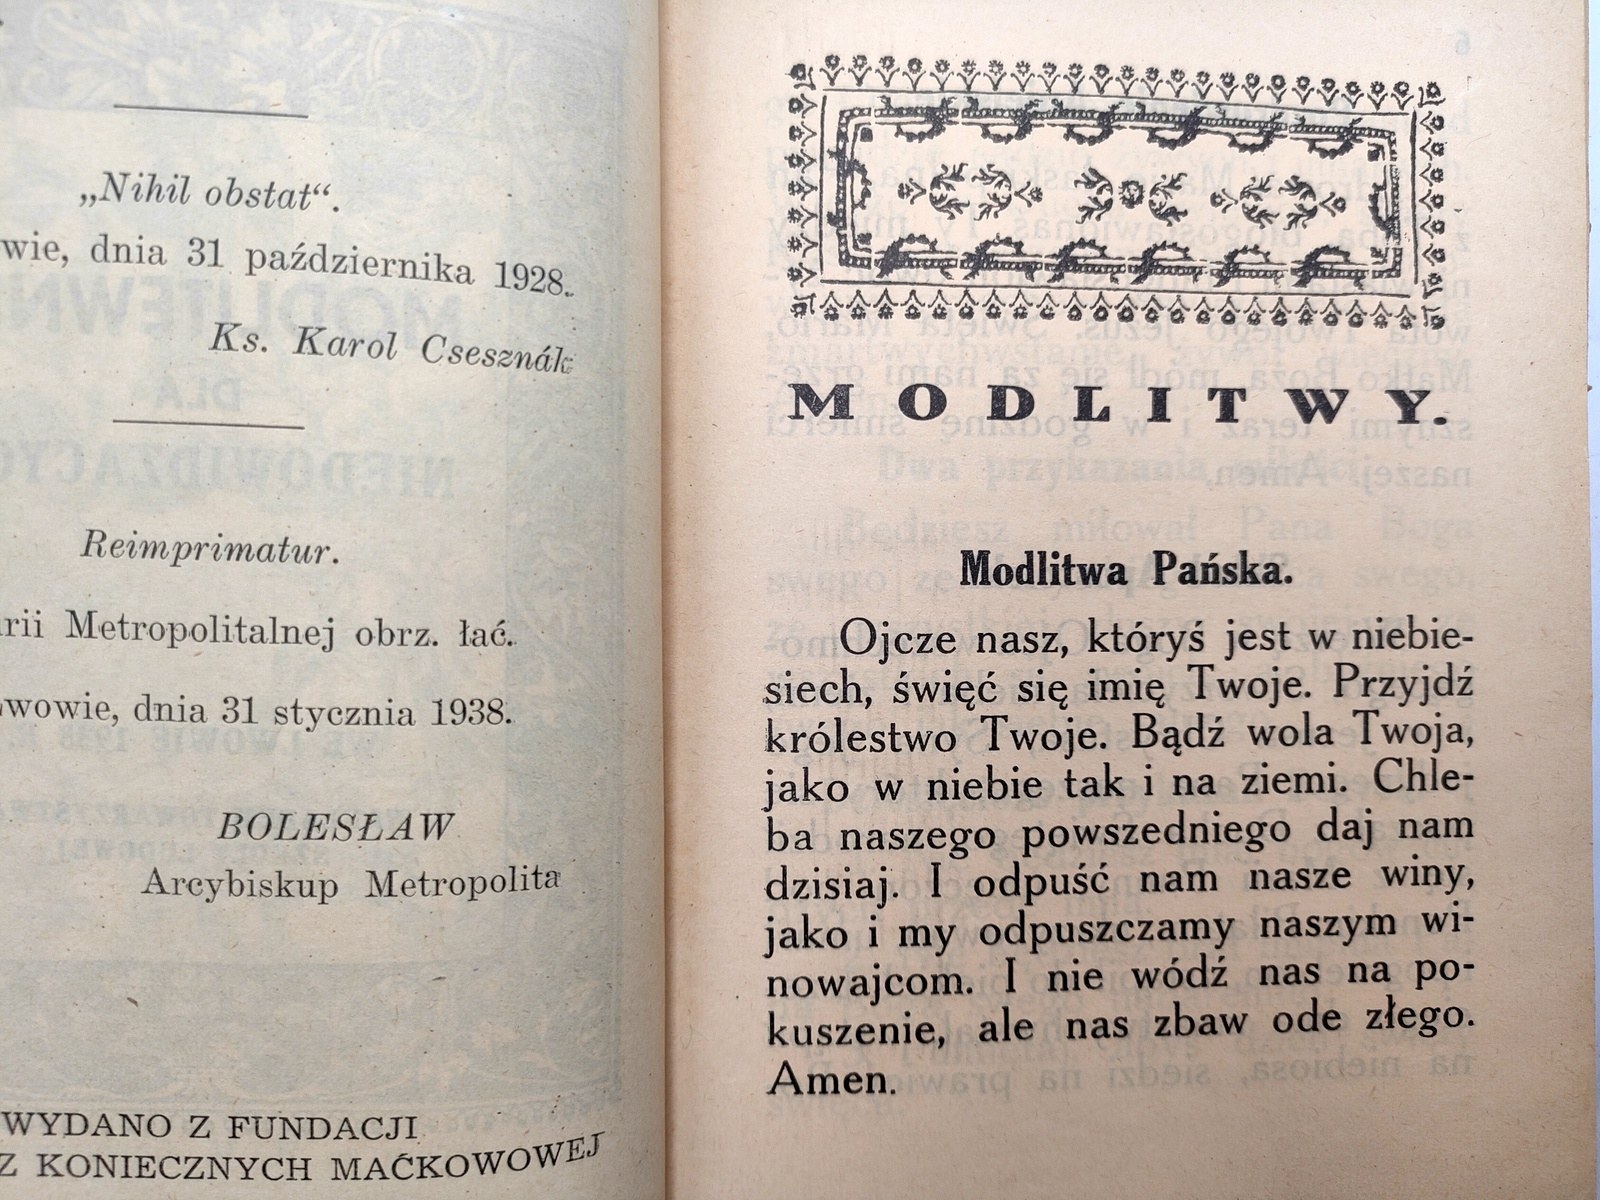 „Nihil obstat“.
dnia 31 października 1928.
Ks. Karol Csesznák
Reimprimatur.
Metropolitalnej obrz. łać.
dnia 31 stycznia 1938.
BOLESŁAW
Arcybiskup Metropolita
WYDANO Z FUNDACJI
Z KONIECZNYCH MAĆKOWOWEJ
MODLITWY.
Modlitwa Pańska.
Ojcze nasz, któryś jest w niebie-
siech, święć się imię Twoje. Przyjdź
królestwo Twoje. Bądź wola Twoja,
jako w niebie tak i na ziemi. Chle-
ba naszego powszedniego daj nam
dzisiaj. I odpuść nam nasze winy,
jako i my odpuszczamy naszym wi-
nowajcom. I nie wódź nas na po-
kuszenie, ale nas zbaw ode złego.
Amen.